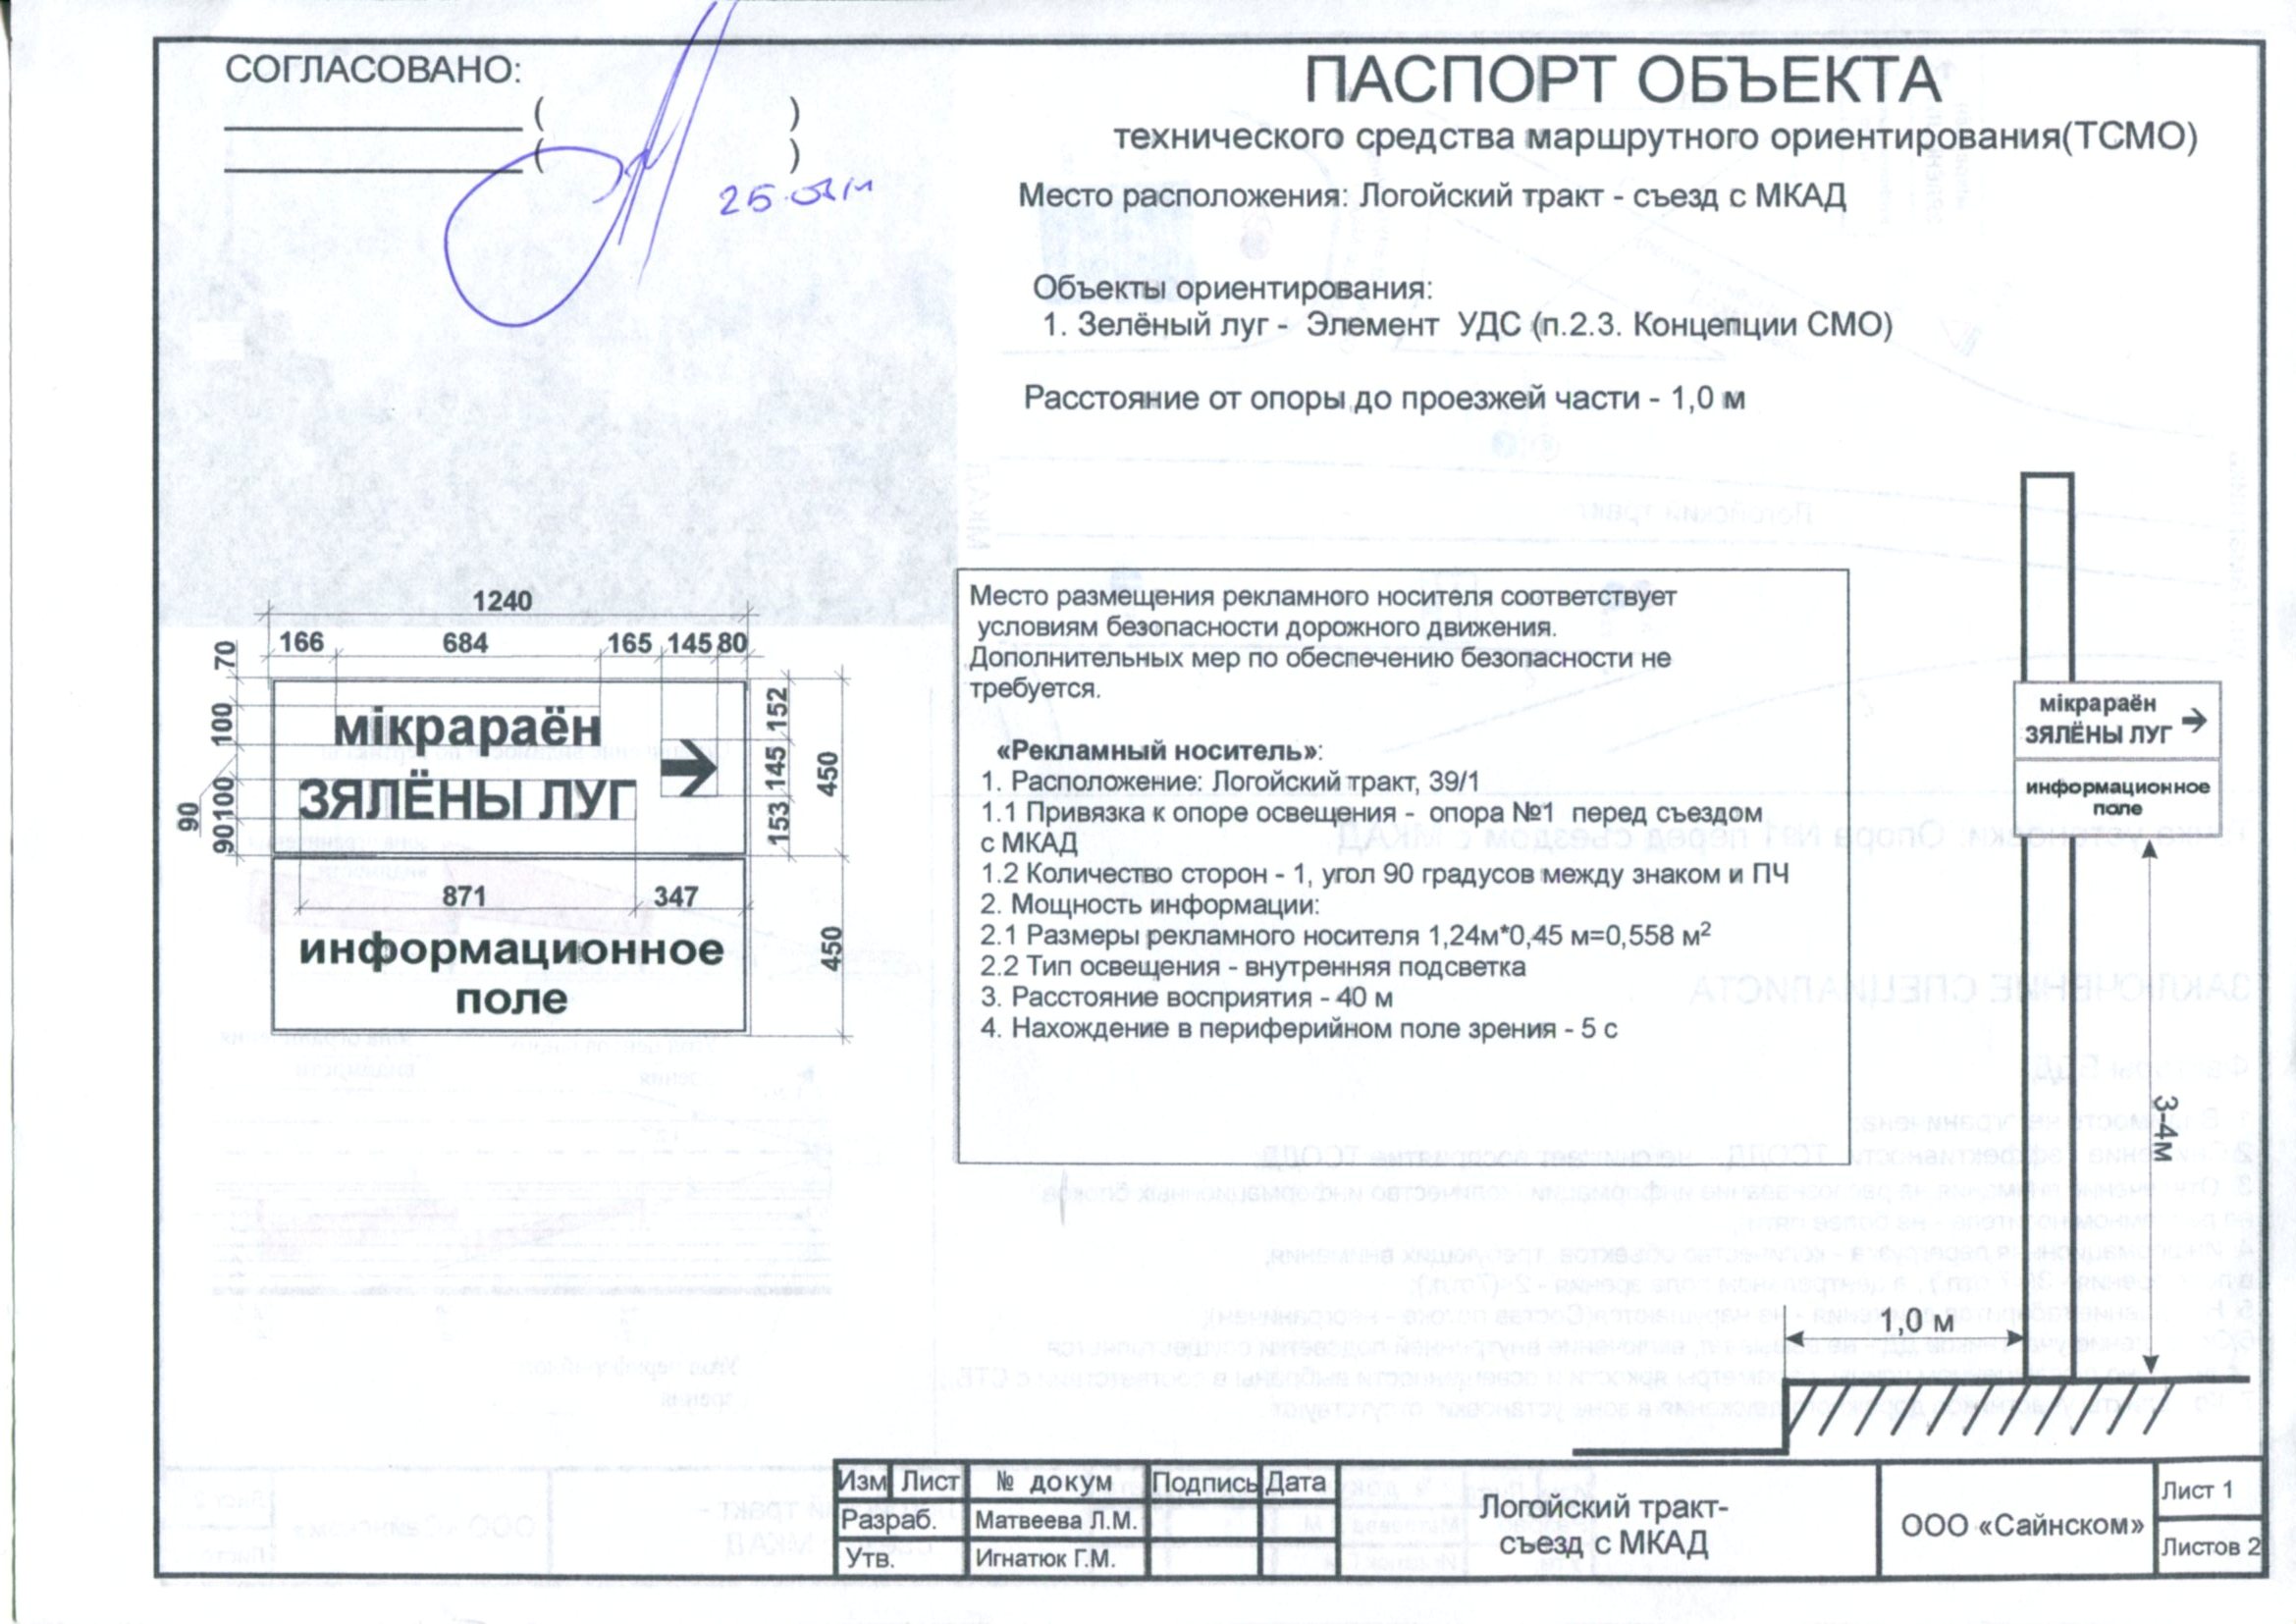 СОГЛАСОВАНО:
( )
( )
ПАСПОРТ ОБЪЕКТА
технического средства маршрутного ориентирования(ТСМО)
Место расположения: Логойский тракт - съезд с МКАД
Объекты ориентирования:
1. Зелёный луг - Элемент УДС (п.2.3. Концепции СМО)
Расстояние от опоры до проезжей части - 1,0 м
1240
166 684 165 145 80
70
100
100
90
90
мікрараён
ЗЯЛЁНЫ ЛУГ
152
145
153
450
871 347
450
информационное
поле
Место размещения рекламного носителя соответствует
условиям безопасности дорожного движения.
Дополнительных мер по обеспечению безопасности не
требуется.
«Рекламный носитель»:
1. Расположение: Логойский тракт, 39/1
1.1 Привязка к опоре освещения - опора №1 перед съездом
с МКАД
1.2 Количество сторон - 1, угол 90 градусов между знаком и ПЧ
2. Мощность информации:
2.1 Размеры рекламного носителя 1,24м*0,45 м=0,558 м²
2.2 Тип освещения - внутренняя подсветка
3. Расстояние восприятия - 40 м
4. Нахождение в периферийном поле зрения - 5 с
мікрараён
ЗЯЛЁНЫ ЛУГ
информационное
поле
3-4м
1,0 м
Изм Лист № докум Подпись Дата
Разраб. Матвеева Л.М.
Утв. Игнатюк Г.М.
Логойский тракт-
съезд с МКАД
ООО «Сайнском»
Лист 1
Листов 2